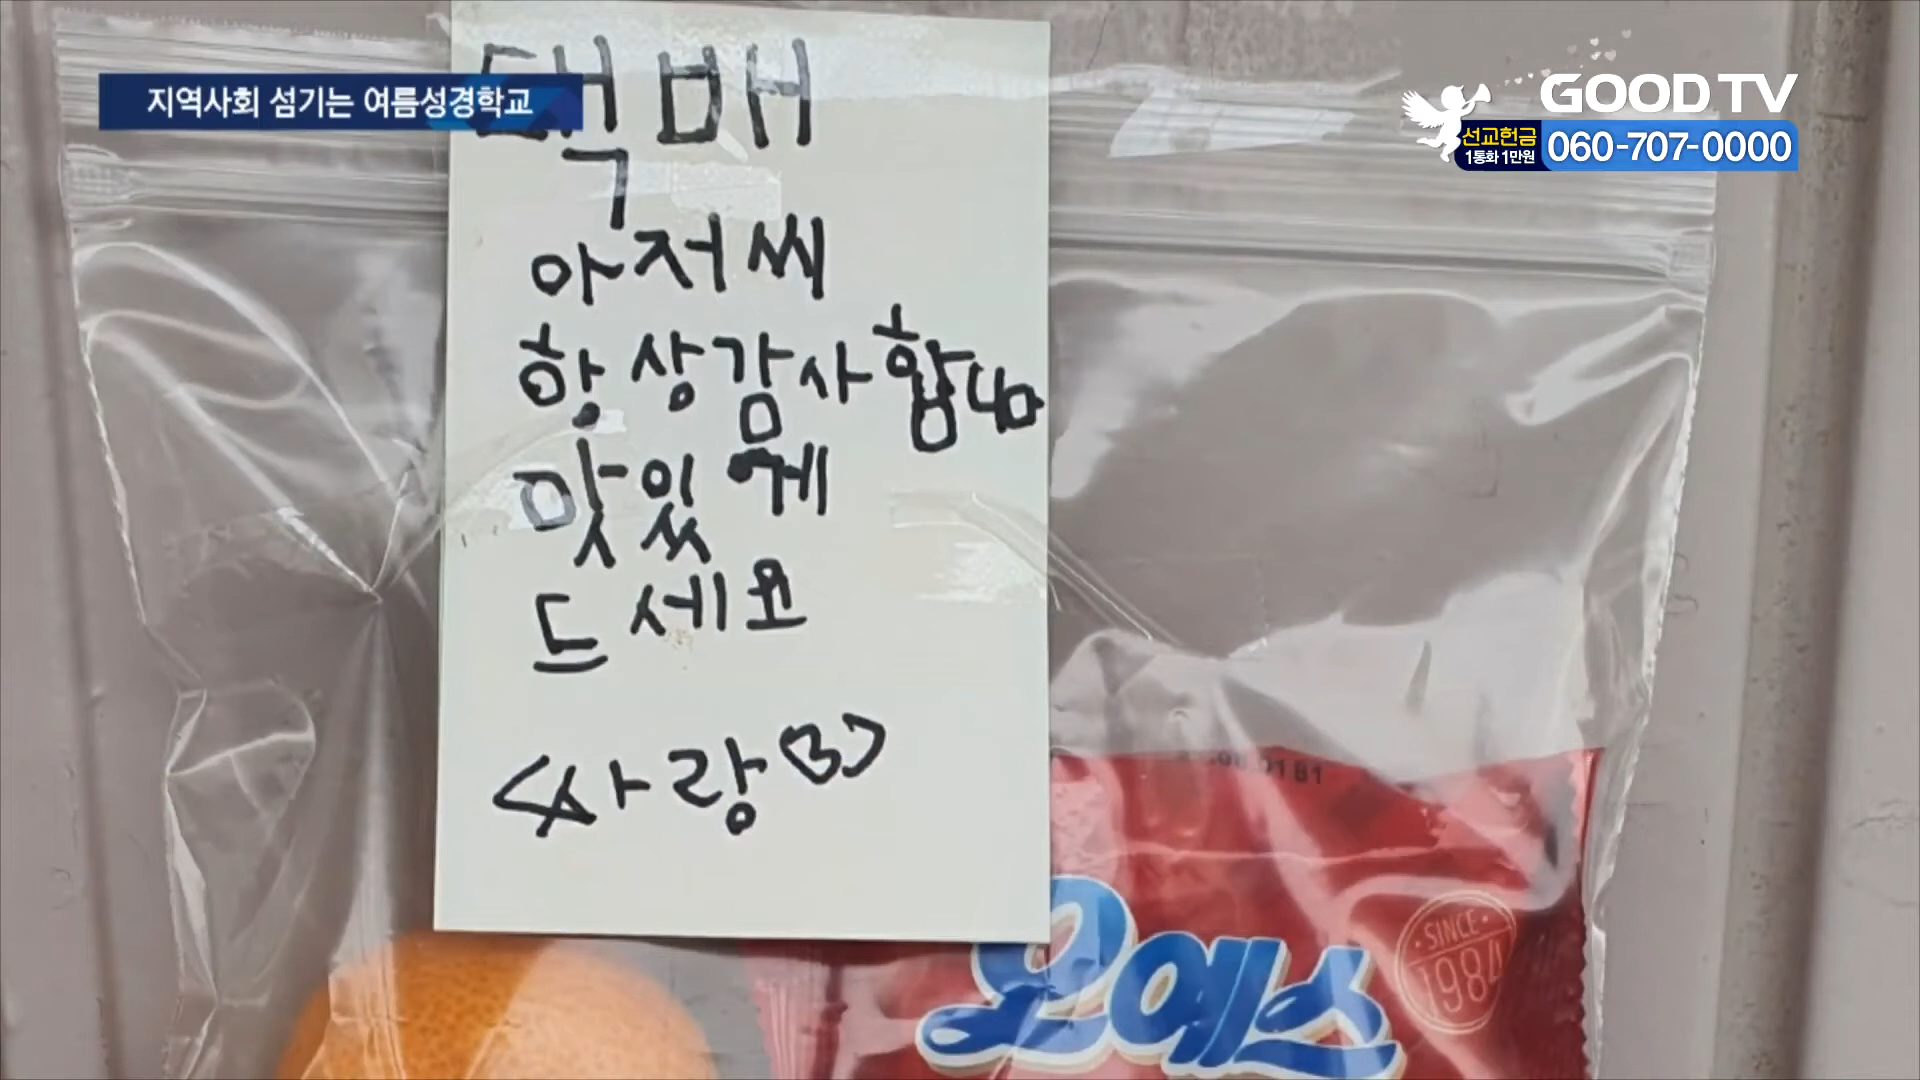 지역사회 섬기는 여름성경학교
GOODTV
선교헌금
1통화 1만원
060-707-0000
택배
아저씨
항상감사합니다
맛있게
드세요
<사랑♡>
오예스
SINCE
1984